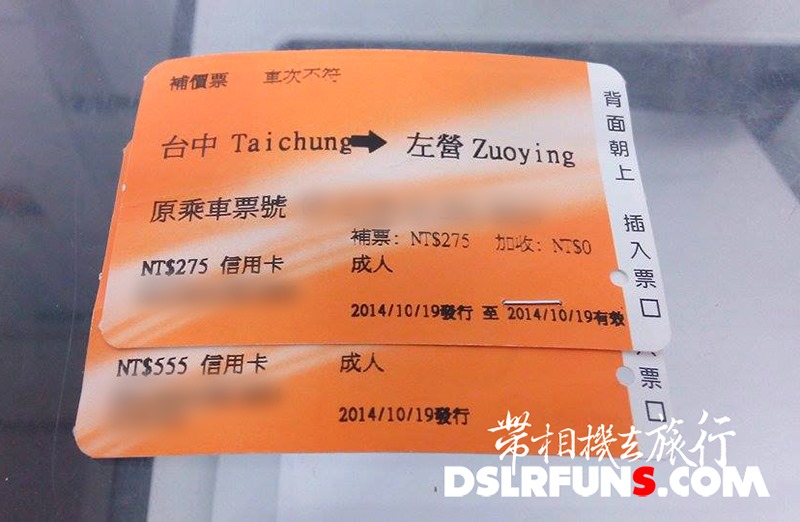 補價票 車次不符
台中 Taichung➡ 左營 Zuoying
原乘車票號
補票: NT$275 加收: NT$0
NT$275 信用卡 成人
2014/10/19發行 至 2014/10/19有效
背面朝上 插入票口
NT$555 信用卡 成人
2014/10/19發行
票口
帶相機去旅行
DSLRFUNS.COM